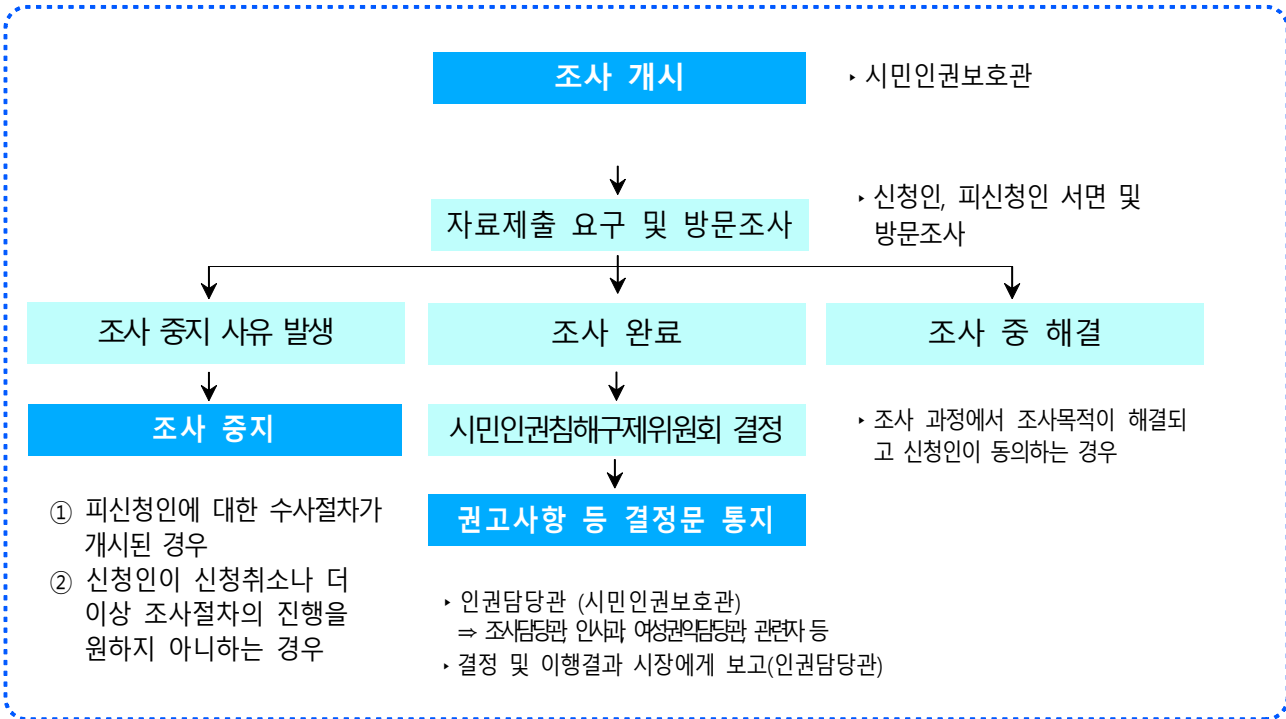 조사 개시
‣ 시민인권보호관
자료제출 요구 및 방문조사
‣ 신청인, 피신청인 서면 및
방문조사
조사 중지 사유 발생
조사 완료
조사 중 해결
조사 중지
① 피신청인에 대한 수사절차가
개시된 경우
② 신청인이 신청취소나 더
이상 조사절차의 진행을
원하지 아니하는 경우
시민인권침해구제위원회 결정
권고사항 등 결정문 통지
‣ 인권담당관 (시민인권보호관)
⇒ 조사담당관, 인사과, 여성권익담당관, 관련자 등
‣ 결정 및 이행결과 시장에게 보고(인권담당관)
‣ 조사 과정에서 조사목적이 해결되
고 신청인이 동의하는 경우